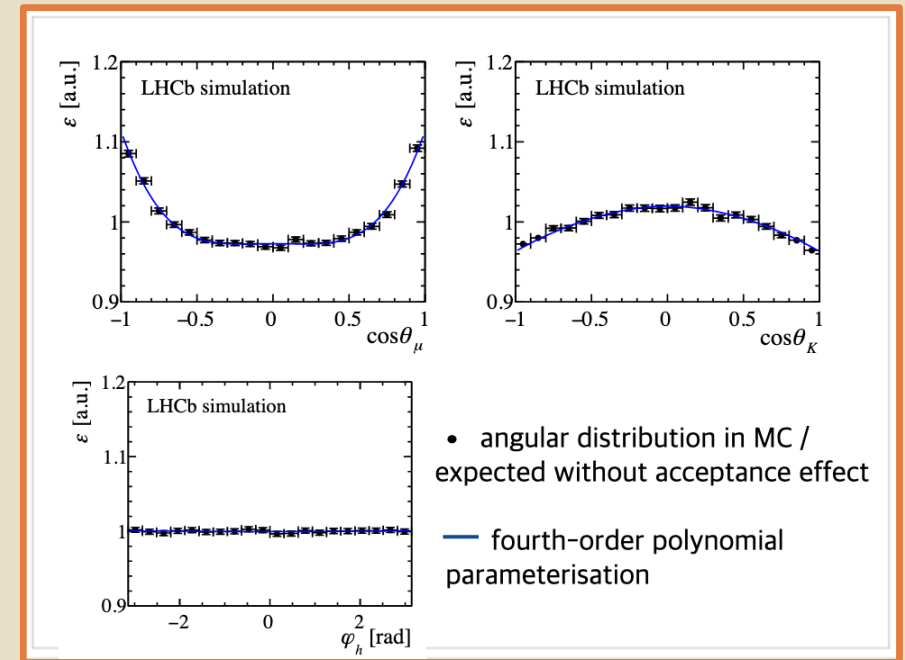 ε [a.u.]
1.2
1.1
1
0.9
LHCb simulation
−1 −0.5 0 0.5 1
cosθμ
ε [a.u.]
1.2
1.1
1
0.9
LHCb simulation
−1 −0.5 0 0.5 1
cosθK
ε [a.u.]
1.2
1.1
1
0.9
LHCb simulation
−2 0 2
φh [rad]
• angular distribution in MC /
expected without acceptance effect
fourth-order polynomial
parameterisation